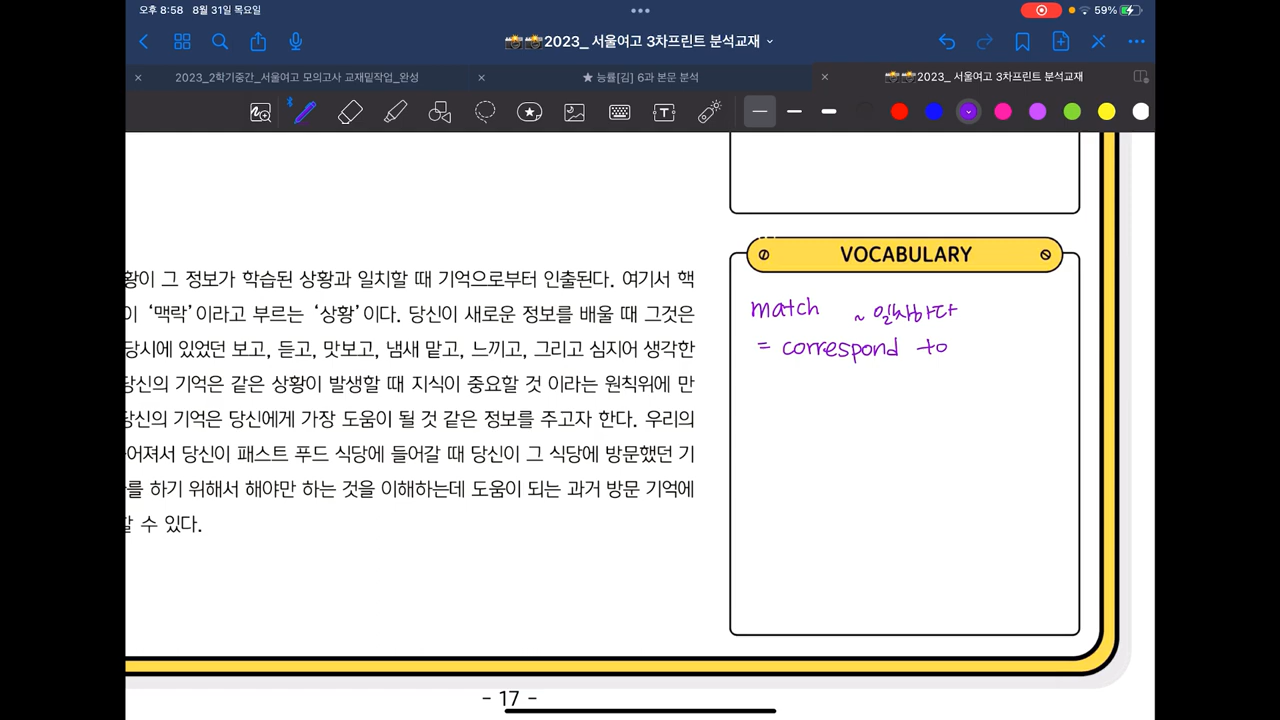 오후 8:58 8월 31일 목요일
59%
2023_ 서울여고 3차프린트 분석교재
2023_2학기중간_서울여고 모의고사 교재밑작업_완성
★ 능률[김] 6과 본문 분석
2023_ 서울여고 3차프린트 분석교재
VOCABULARY
황이 그 정보가 학습된 상황과 일치할 때 기억으로부터 인출된다. 여기서 핵
이 ‘맥락’이라고 부르는 ‘상황’이다. 당신이 새로운 정보를 배울 때 그것은
당시에 있었던 보고, 듣고, 맛보고, 냄새 맡고, 느끼고, 그리고 심지어 생각한
당신의 기억은 같은 상황이 발생할 때 지식이 중요할 것 이라는 원칙위에 만
당신의 기억은 당신에게 가장 도움이 될 것 같은 정보를 주고자 한다. 우리의
어져서 당신이 패스트 푸드 식당에 들어갈 때 당신이 그 식당에 방문했던 기
를 하기 위해서 해야만 하는 것을 이해하는데 도움이 되는 과거 방문 기억에
할 수 있다.
match ~일치하다
= correspond to
- 17 -